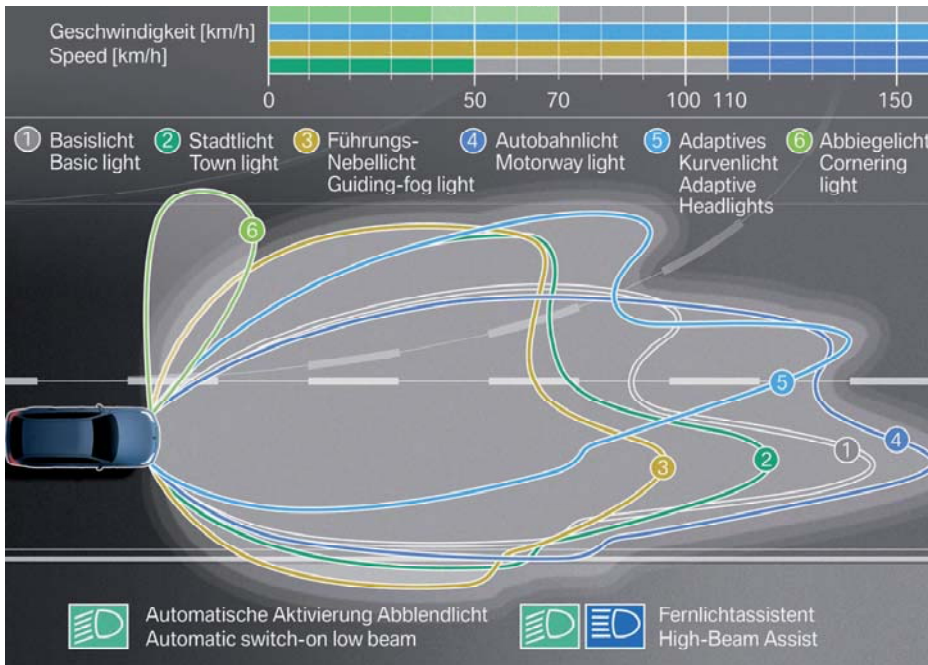 Geschwindigkeit [km/h]
Speed [km/h]
0 50 70 100 110 150
1 Basislicht
Basic light
2 Stadtlicht
Town light
3 Führungs-
Nebellicht
Guiding-fog light
4 Autobahnlicht
Motorway light
5 Adaptives
Kurvenlicht
Adaptive
Headlights
6 Abbiegelicht
Cornering
light
6
5
4
1
2
3
Automatische Aktivierung Abblendlicht
Automatic switch-on low beam
Fernlichtassistent
High-Beam Assist